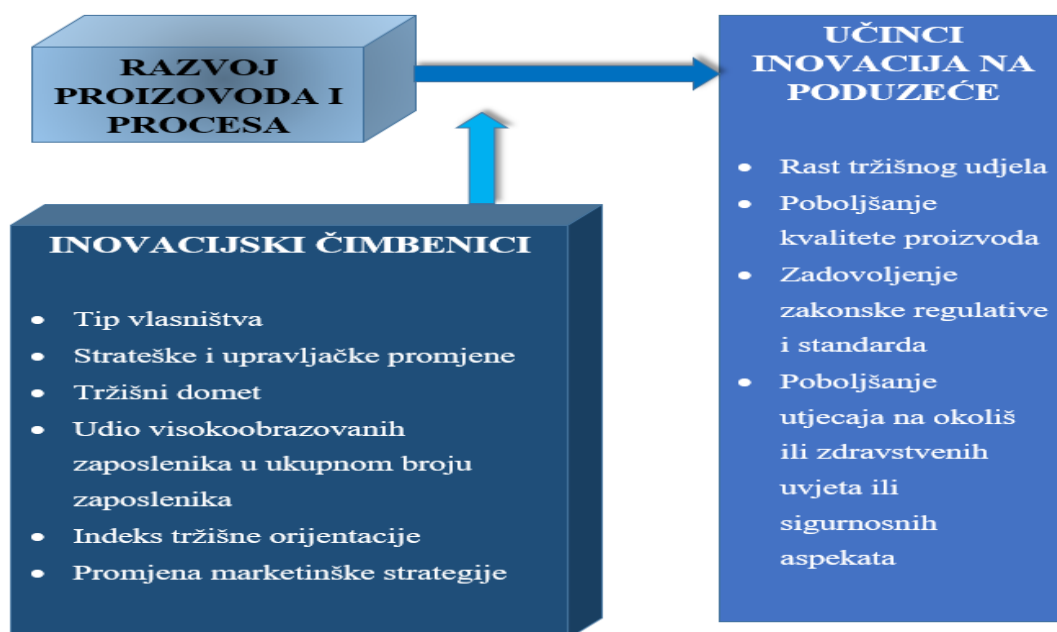 RAZVOJ
PROIZOVODA I
PROCESA
INOVACIJSKI ČIMBENICI
• Tip vlasništva
• Strateške i upravljačke promjene
• Tržišni domet
• Udio visokoobrazovanih
zaposlenika u ukupnom broju
zaposlenika
• Indeks tržišne orijentacije
• Promjena marketinške strategije
UČINCI
INOVACIJA NA
PODUZEĆE
• Rast tržišnog udjela
• Poboljšanje
kvalitete proizvoda
• Zadovoljenje
zakonske regulative
i standarda
• Poboljšanje
utjecaja na okoliš
ili zdravstvenih
uvjeta ili
sigurnosnih
aspekata